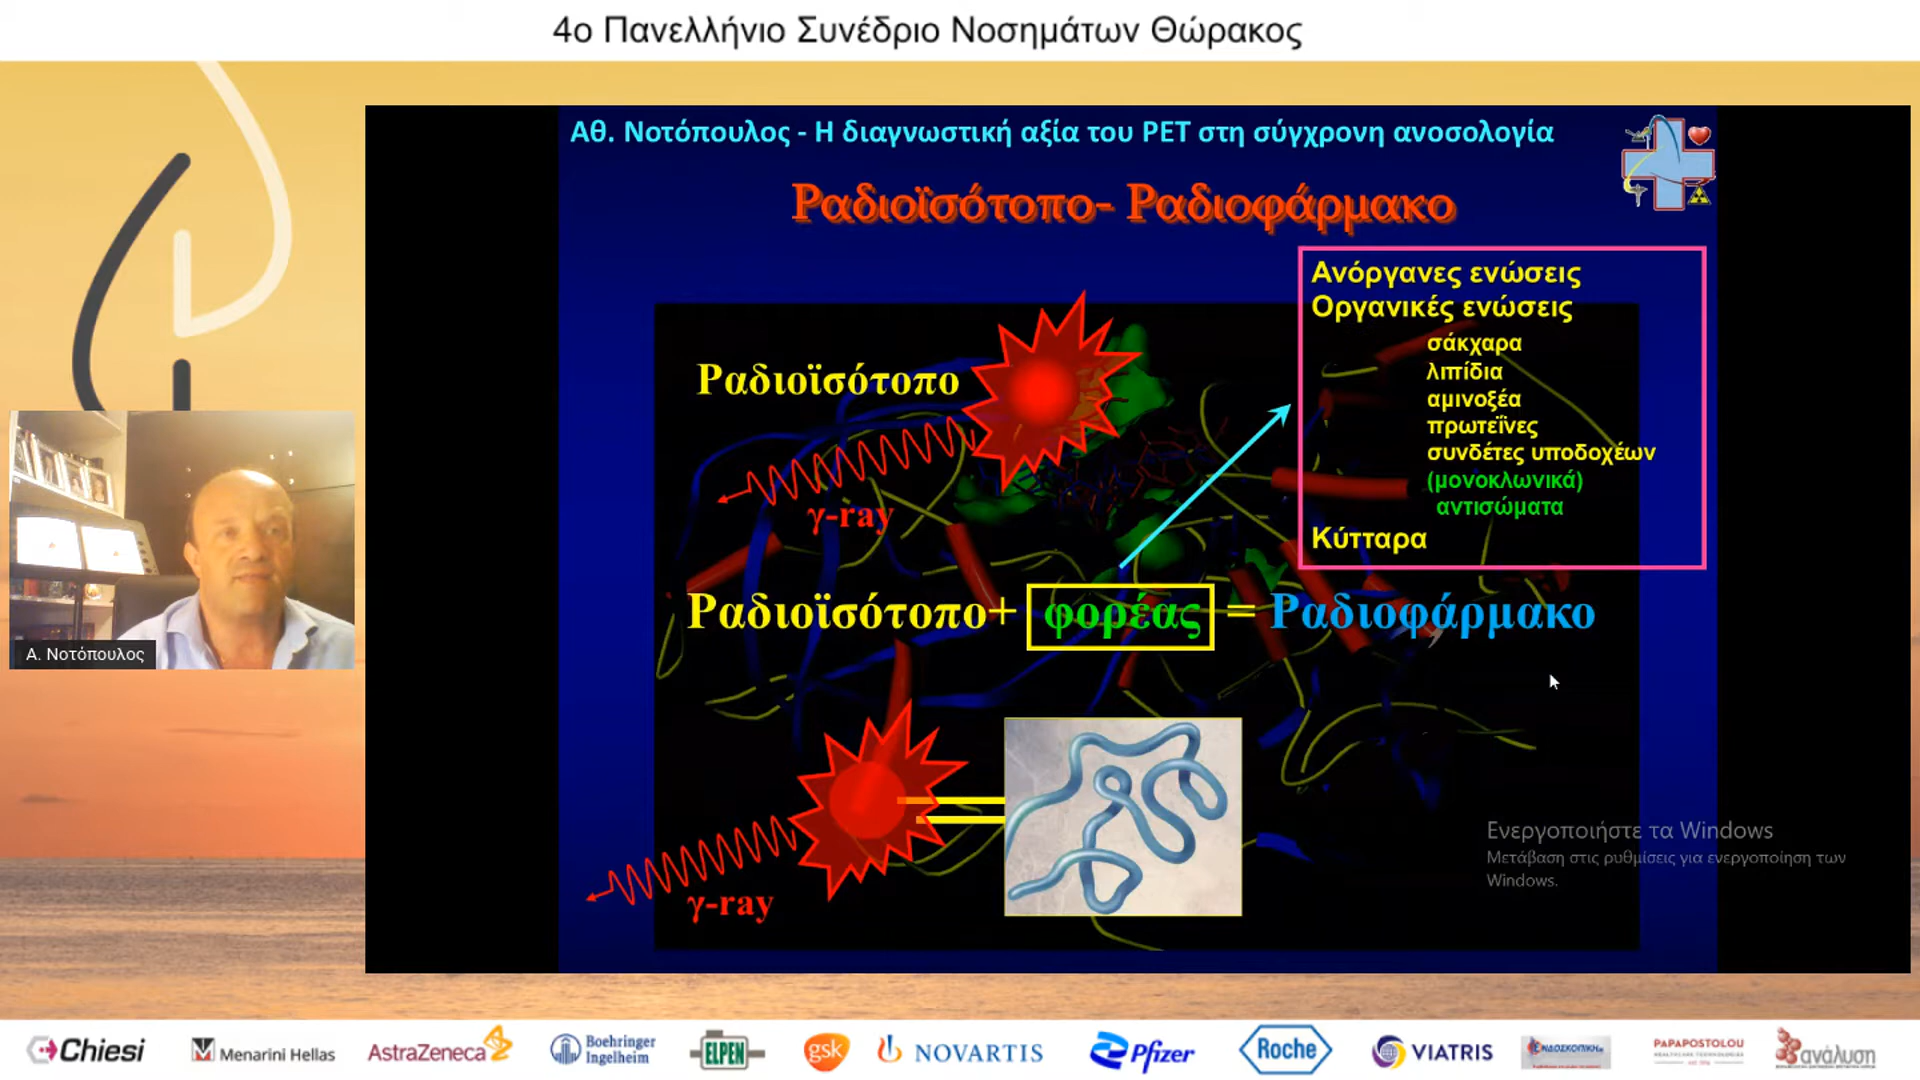 4ο Πανελλήνιο Συνέδριο Νοσημάτων Θώρακος
Αθ. Νοτόπουλος - Η διαγνωστική αξία του PET στη σύγχρονη ανοσολογία
Ραδιοϊσότοπο- Ραδιοφάρμακο
Ανόργανες ενώσεις
Οργανικές ενώσεις
σάκχαρα
λιπίδια
αμινοξέα
πρωτεΐνες
συνδέτες υποδοχέων
(μονοκλωνικά)
αντισώματα
Κύτταρα
Ραδιοϊσότοπο
γ-ray
Ραδιοϊσότοπο+ φορέας = Ραδιοφάρμακο
γ-ray
Α. Νοτόπουλος
Ενεργοποιήστε τα Windows
Μετάβαση στις ρυθμίσεις για ενεργοποίηση των
Windows.
Chiesi
Menarini Hellas
AstraZeneca
Boehringer
Ingelheim
ELPEN
gsk
NOVARTIS
Pfizer
Roche
VIATRIS
ΕΝΔΟΣΚΟΠΙΚΗ
PAPAPOSTOLOU
ανάλυση